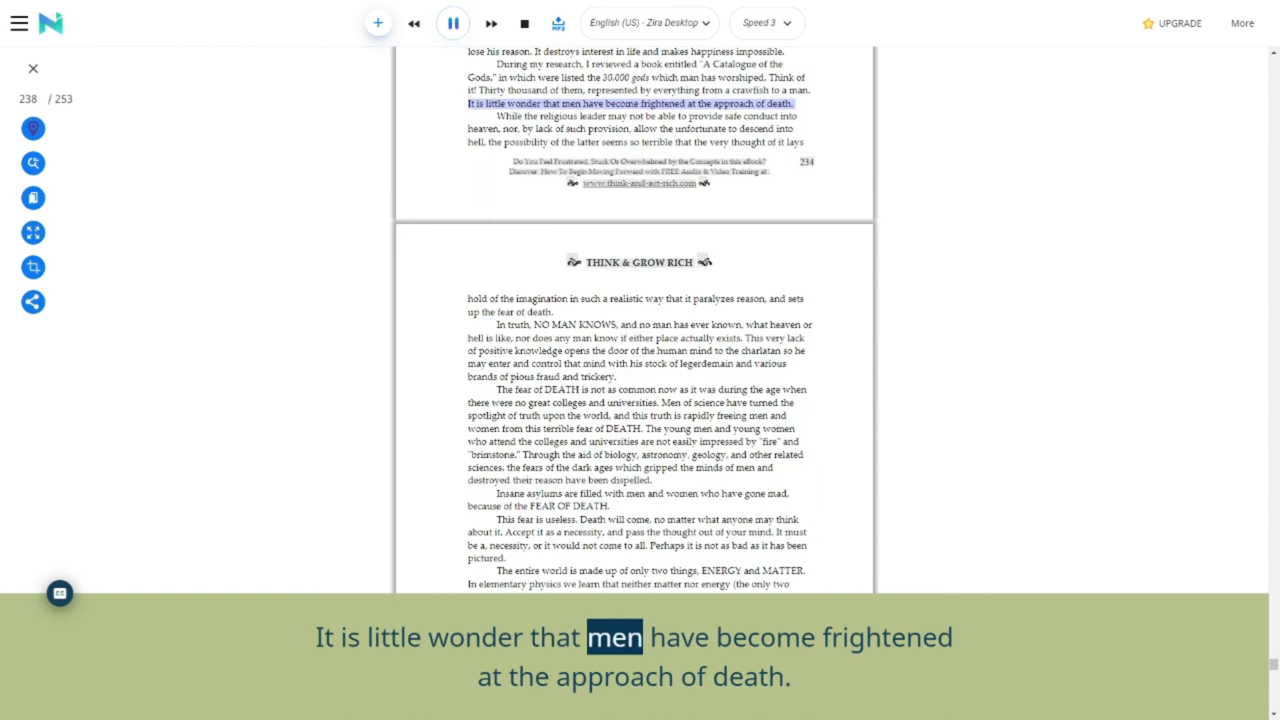 English (US) - Zira Desktop
Speed 3
UPGRADE
More
MP3
238 / 253
lose his reason. It destroys interest in life and makes happiness impossible.
During my research, I reviewed a book entitled "A Catalogue of the
Gods," in which were listed the 30,000 gods which man has worshiped. Think of
it! Thirty thousand of them, represented by everything from a crawfish to a man.
It is little wonder that men have become frightened at the approach of death.
While the religious leader may not be able to provide safe conduct into
heaven, nor, by lack of such provision, allow the unfortunate to descend into
hell, the possibility of the latter seems so terrible that the very thought of it lays
Do You Feel Frustrated, Stuck Or Overwhelmed by the Concepts in this eBook?
234
Discover How To Begin Moving Forward with FREE Audio & Video Training at :
www.think-and-act-rich.com
THINK & GROW RICH
hold of the imagination in such a realistic way that it paralyzes reason, and sets
up the fear of death.
In truth, NO MAN KNOWS, and no man has ever known, what heaven or
hell is like, nor does any man know if either place actually exists. This very lack
of positive knowledge opens the door of the human mind to the charlatan so he
may enter and control that mind with his stock of legerdemain and various
brands of pious fraud and trickery.
The fear of DEATH is not as common now as it was during the age when
there were no great colleges and universities. Men of science have turned the
spotlight of truth upon the world, and this truth is rapidly freeing men and
women from this terrible fear of DEATH. The young men and young women
who attend the colleges and universities are not easily impressed by "fire" and
"brimstone." Through the aid of biology, astronomy, geology, and other related
sciences, the fears of the dark ages which gripped the minds of men and
destroyed their reason have been dispelled.
Insane asylums are filled with men and women who have gone mad,
because of the FEAR OF DEATH.
This fear is useless. Death will come, no matter what anyone may think
about it. Accept it as a necessity, and pass the thought out of your mind. It must
be a, necessity, or it would not come to all. Perhaps it is not as bad as it has been
pictured.
The entire world is made up of only two things, ENERGY and MATTER.
In elementary physics we learn that neither matter nor energy (the only two
CC
It is little wonder that men have become frightened
at the approach of death.